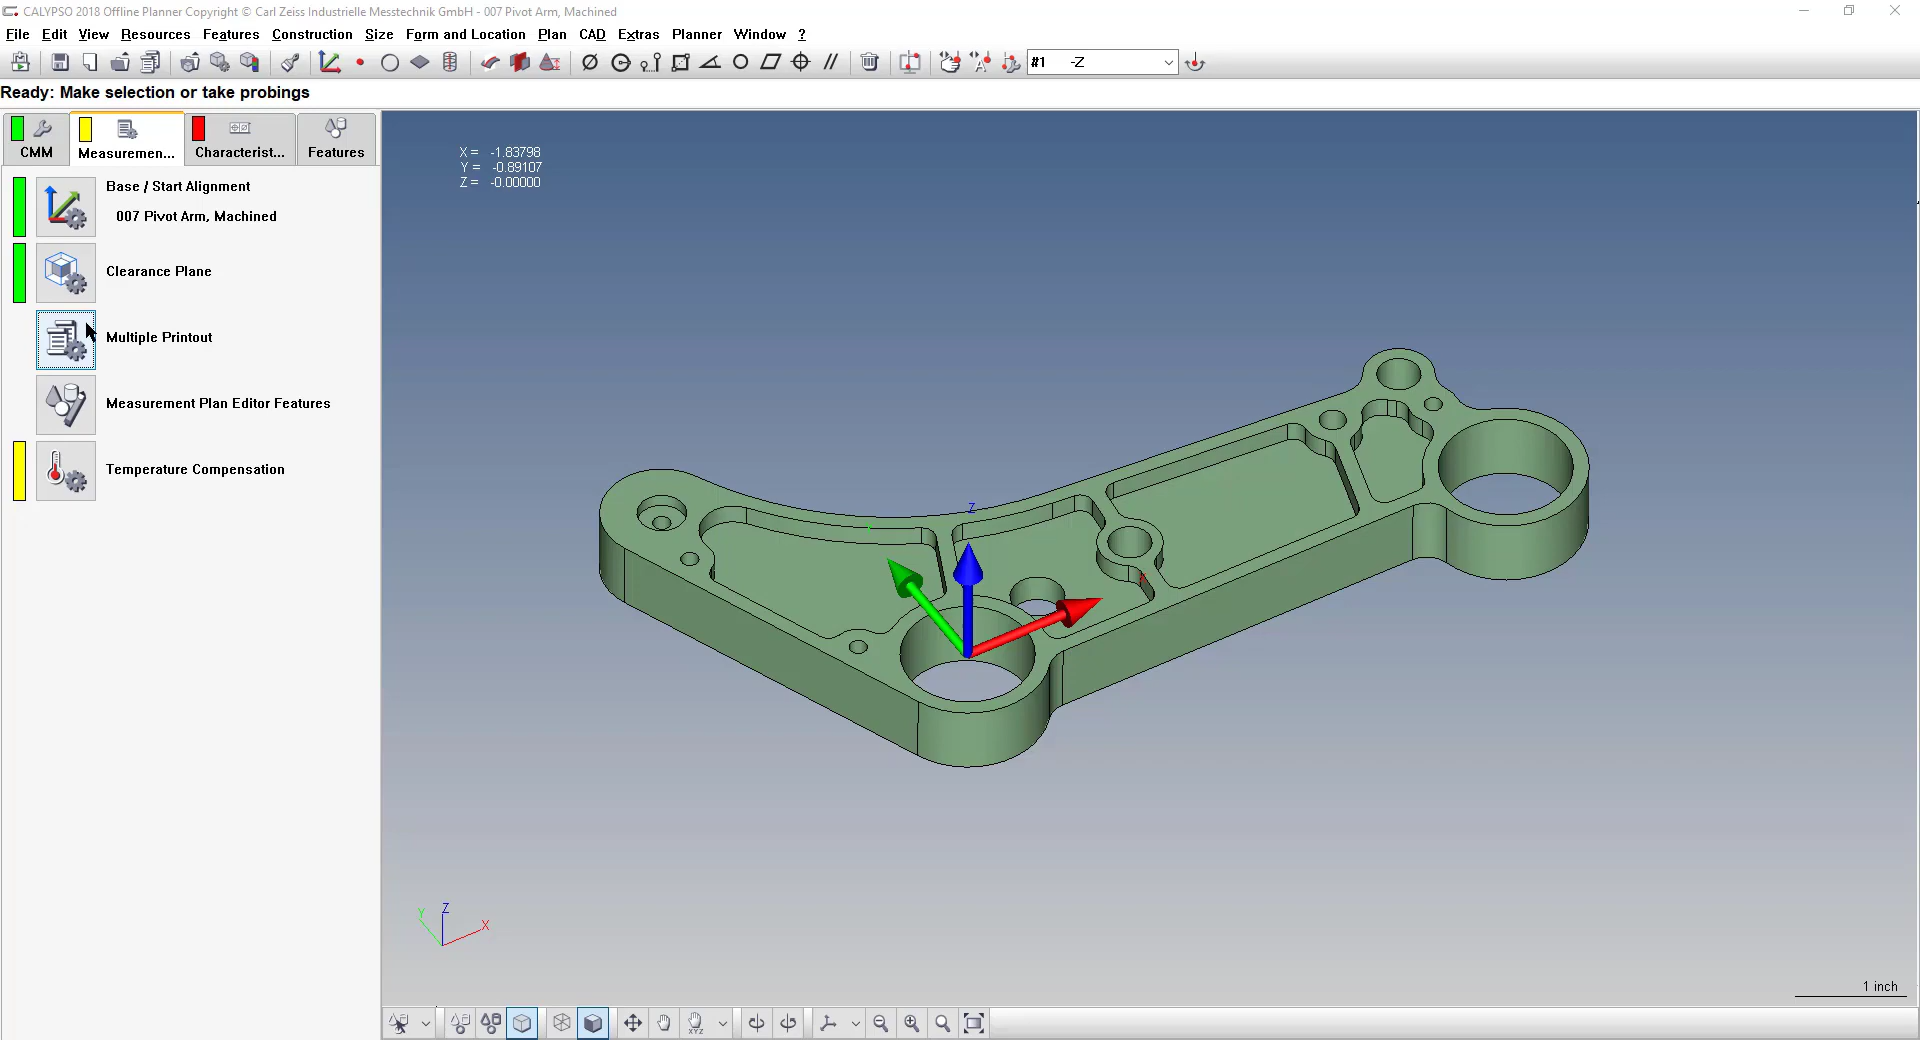 CALYPSO 2018 Offline Planner Copyright © Carl Zeiss Industrielle Messtechnik GmbH - 007 Pivot Arm, Machined
File Edit View Resources Features Construction Size Form and Location Plan CAD Extras Planner Window ?
#1 -Z
Ready: Make selection or take probings
CMM
Measuremen...
Characterist...
Features
Base / Start Alignment
007 Pivot Arm, Machined
Clearance Plane
Multiple Printout
Measurement Plan Editor Features
Temperature Compensation
X = -1.83798
Y = -0.89107
Z = -0.00000
Z
Y
X
Y Z
X
1 inch
XYZ